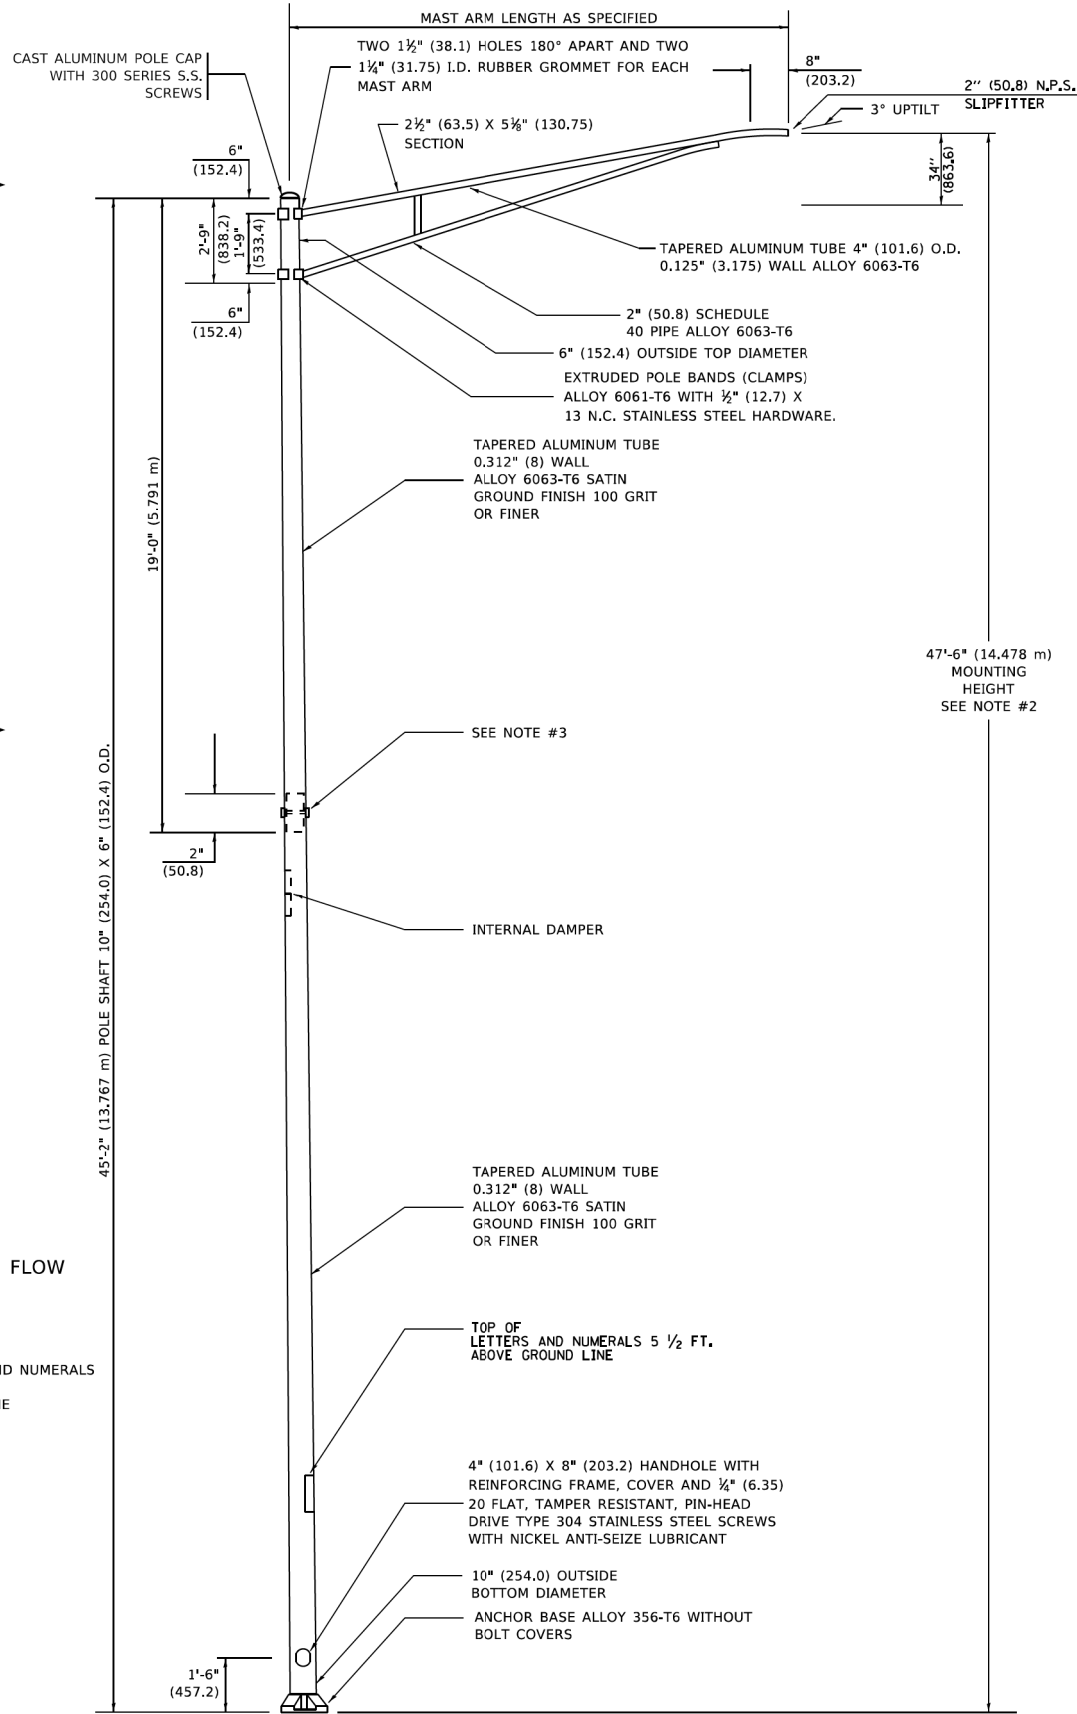 MAST ARM LENGTH AS SPECIFIED
CAST ALUMINUM POLE CAP
WITH 300 SERIES S.S.
SCREWS
TWO 1½" (38.1) HOLES 180° APART AND TWO
1¼" (31.75) I.D. RUBBER GROMMET FOR EACH
MAST ARM
8"
(203.2)
2'' (50.8) N.P.S.
SLIPFITTER
3° UPTILT
2½" (63.5) X 5⅛" (130.75)
SECTION
6"
(152.4)
34''
(863.6)
2'-9"
(838.2)
1'-9"
(533.4)
TAPERED ALUMINUM TUBE 4" (101.6) O.D.
0.125" (3.175) WALL ALLOY 6063-T6
6"
(152.4)
2" (50.8) SCHEDULE
40 PIPE ALLOY 6063-T6
6" (152.4) OUTSIDE TOP DIAMETER
EXTRUDED POLE BANDS (CLAMPS)
ALLOY 6061-T6 WITH ½" (12.7) X
13 N.C. STAINLESS STEEL HARDWARE.
TAPERED ALUMINUM TUBE
0.312" (8) WALL
ALLOY 6063-T6 SATIN
GROUND FINISH 100 GRIT
OR FINER
19'-0" (5.791 m)
47'-6" (14.478 m)
MOUNTING
HEIGHT
SEE NOTE #2
SEE NOTE #3
2"
(50.8)
INTERNAL DAMPER
45'-2" (13.767 m) POLE SHAFT 10" (254.0) X 6" (152.4) O.D.
TAPERED ALUMINUM TUBE
0.312" (8) WALL
ALLOY 6063-T6 SATIN
GROUND FINISH 100 GRIT
OR FINER
FLOW
TOP OF
LETTERS AND NUMERALS 5 ½ FT.
ABOVE GROUND LINE
ND NUMERALS
NE
4" (101.6) X 8" (203.2) HANDHOLE WITH
REINFORCING FRAME, COVER AND ¼" (6.35)
20 FLAT, TAMPER RESISTANT, PIN-HEAD
DRIVE TYPE 304 STAINLESS STEEL SCREWS
WITH NICKEL ANTI-SEIZE LUBRICANT
10" (254.0) OUTSIDE
BOTTOM DIAMETER
ANCHOR BASE ALLOY 356-T6 WITHOUT
BOLT COVERS
1'-6"
(457.2)